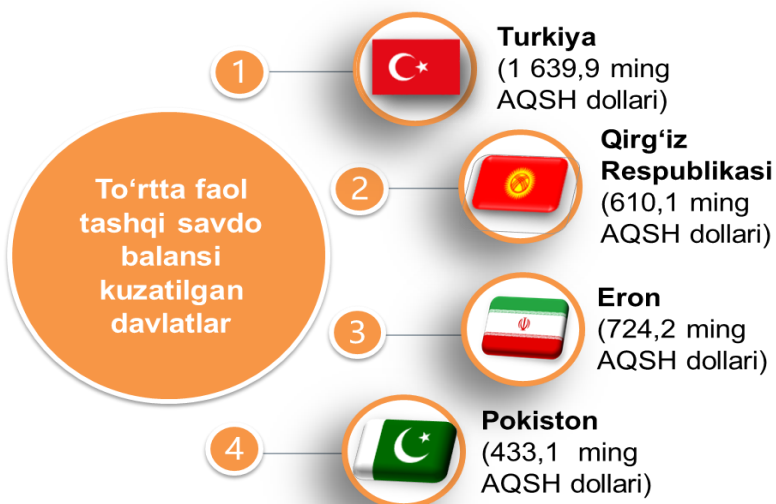 To‘rtta faol
tashqi savdo
balansi
kuzatilgan
davlatlar
1
Turkiya
(1 639,9 ming
AQSH dollari)
2
Qirg‘iz
Respublikasi
(610,1 ming
AQSH dollari)
3
Eron
(724,2 ming
AQSH dollari)
4
Pokiston
(433,1 ming
AQSH dollari)